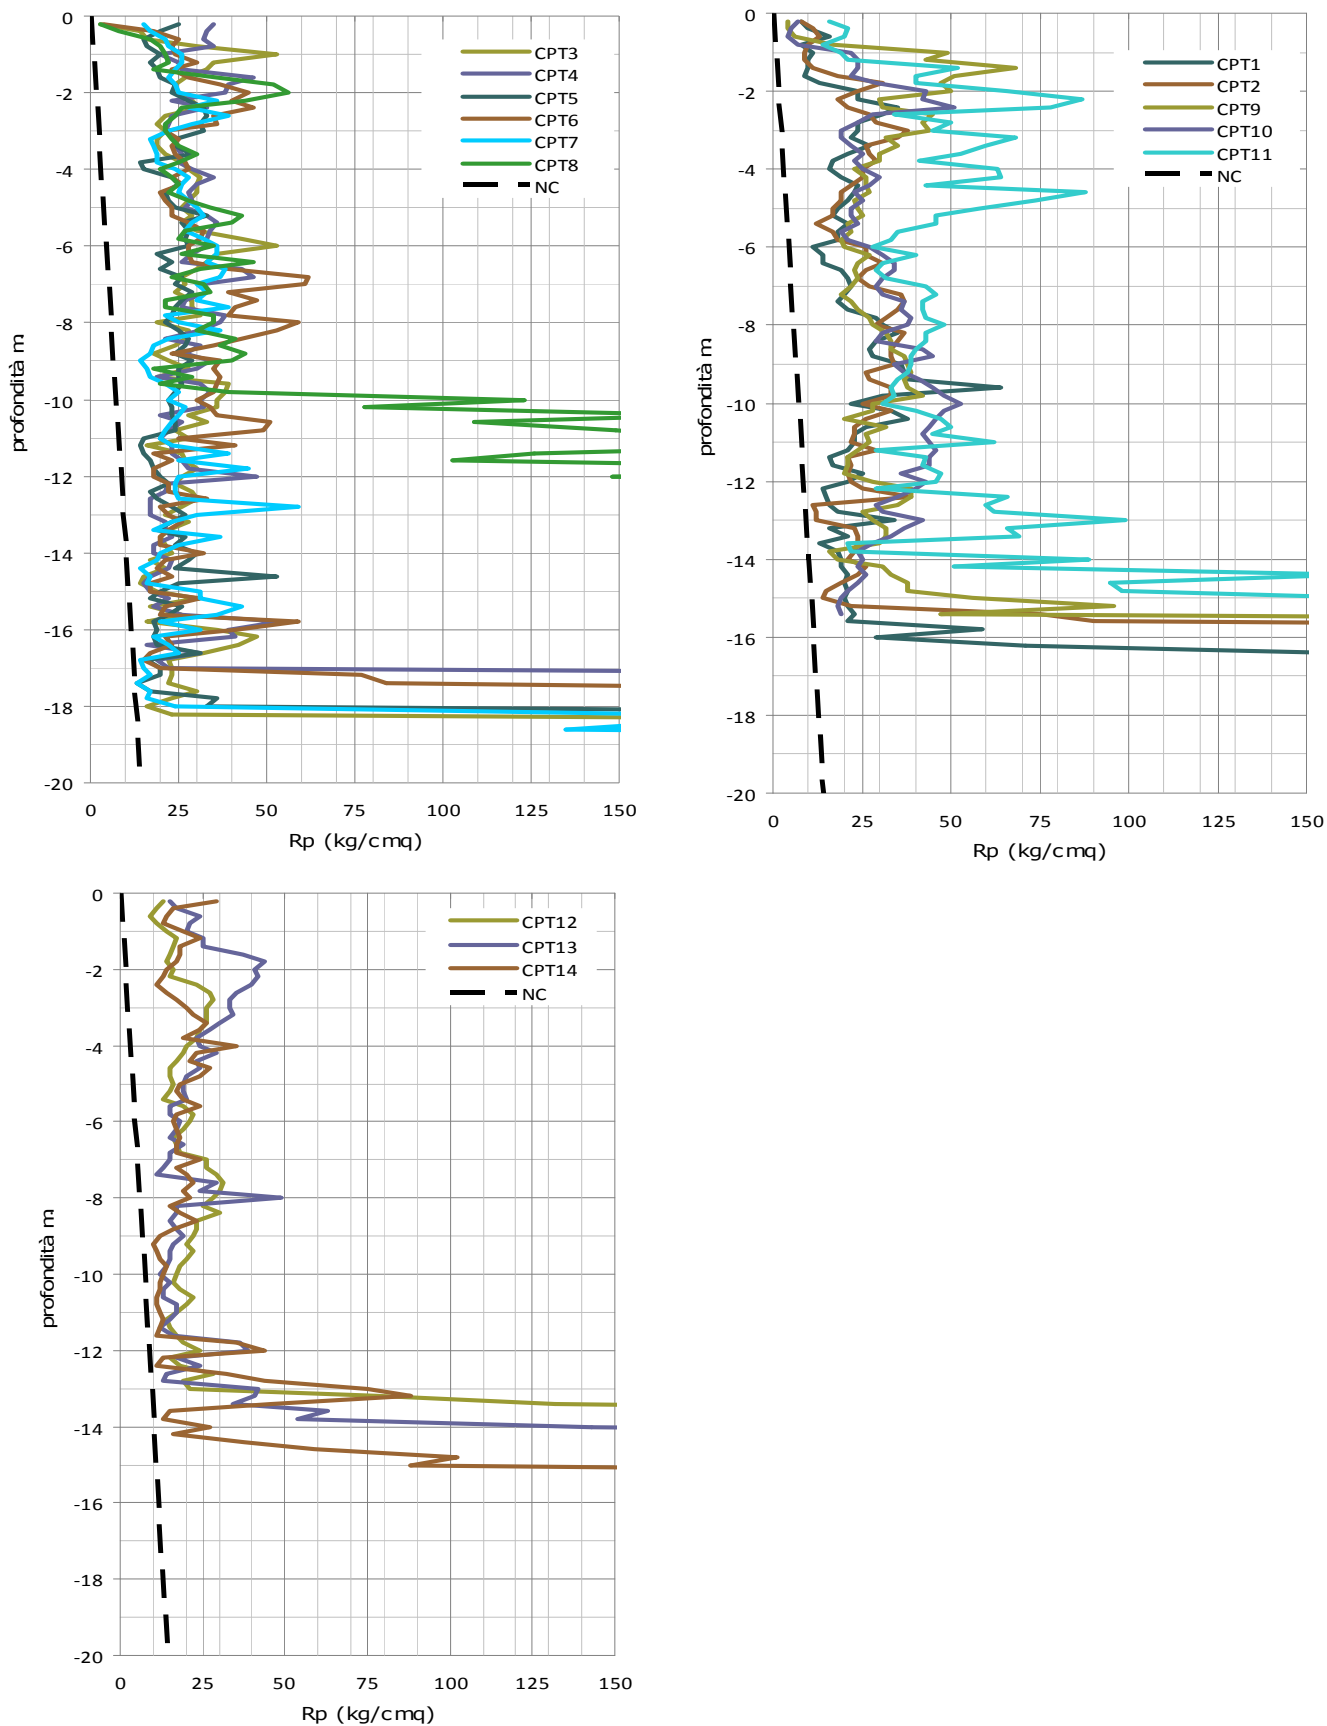 0
-2
-4
-6
-8
-10
-12
-14
-16
-18
-20
profondità m
CPT3
CPT4
CPT5
CPT6
CPT7
CPT8
NC
0 25 50 75 100 125 150
Rp (kg/cmq)
0
-2
-4
-6
-8
-10
-12
-14
-16
-18
-20
profondità m
CPT1
CPT2
CPT9
CPT10
CPT11
NC
0 25 50 75 100 125 150
Rp (kg/cmq)
0
-2
-4
-6
-8
-10
-12
-14
-16
-18
-20
profondità m
CPT12
CPT13
CPT14
NC
0 25 50 75 100 125 150
Rp (kg/cmq)